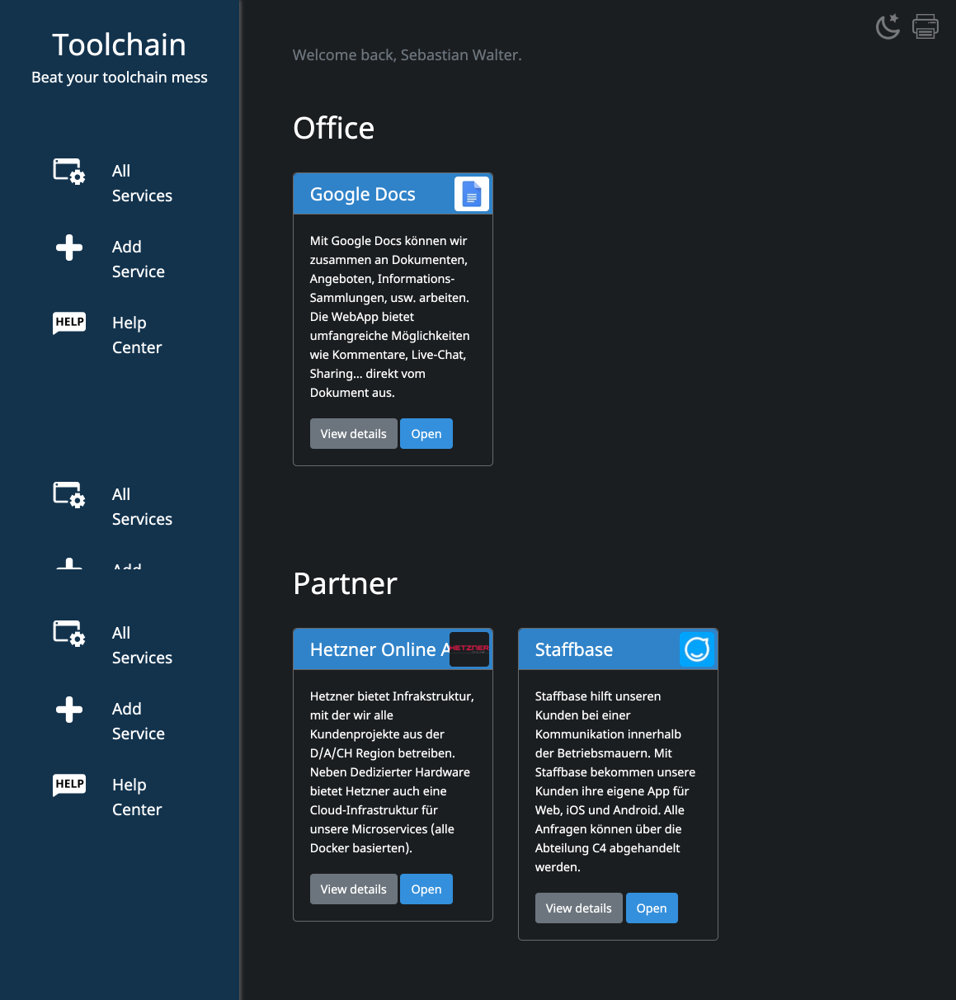 Toolchain
Beat your toolchain mess
All
Services
Add
Service
HELP
Help
Center
All
Services
Add
All
Services
Add
Service
HELP
Help
Center
Welcome back, Sebastian Walter.
Office
Google Docs
Mit Google Docs können wir
zusammen an Dokumenten,
Angeboten, Informations-
Sammlungen, usw. arbeiten.
Die WebApp bietet
umfangreiche Möglichkeiten
wie Kommentare, Live-Chat,
Sharing... direkt vom
Dokument aus.
View details Open
Partner
Hetzner Online A
HETZNER
Hetzner bietet Infrakstruktur,
mit der wir alle
Kundenprojekte aus der
D/A/CH Region betreiben.
Neben Dedizierter Hardware
bietet Hetzner auch eine
Cloud-Infrastruktur für
unsere Microservices (alle
Docker basierten).
View details Open
Staffbase
Staffbase hilft unseren
Kunden bei einer
Kommunikation innerhalb
der Betriebsmauern. Mit
Staffbase bekommen unsere
Kunden ihre eigene App für
Web, iOS und Android. Alle
Anfragen können über die
Abteilung C4 abgehandelt
werden.
View details Open